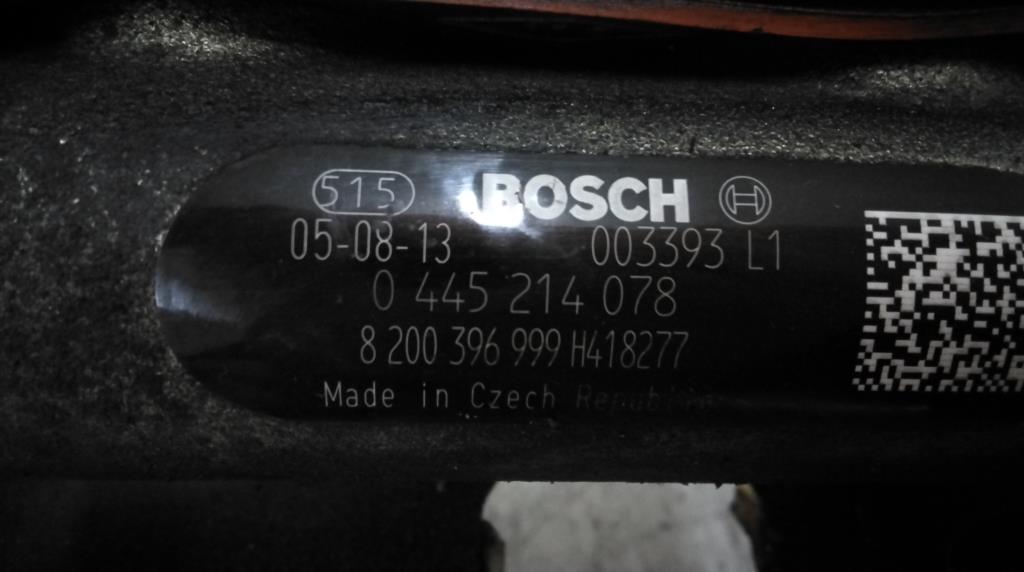 515 BOSCH
05-08-13 003393 L1
0 445 214 078
8 200 396 999 H418277
Made in Czech Republic